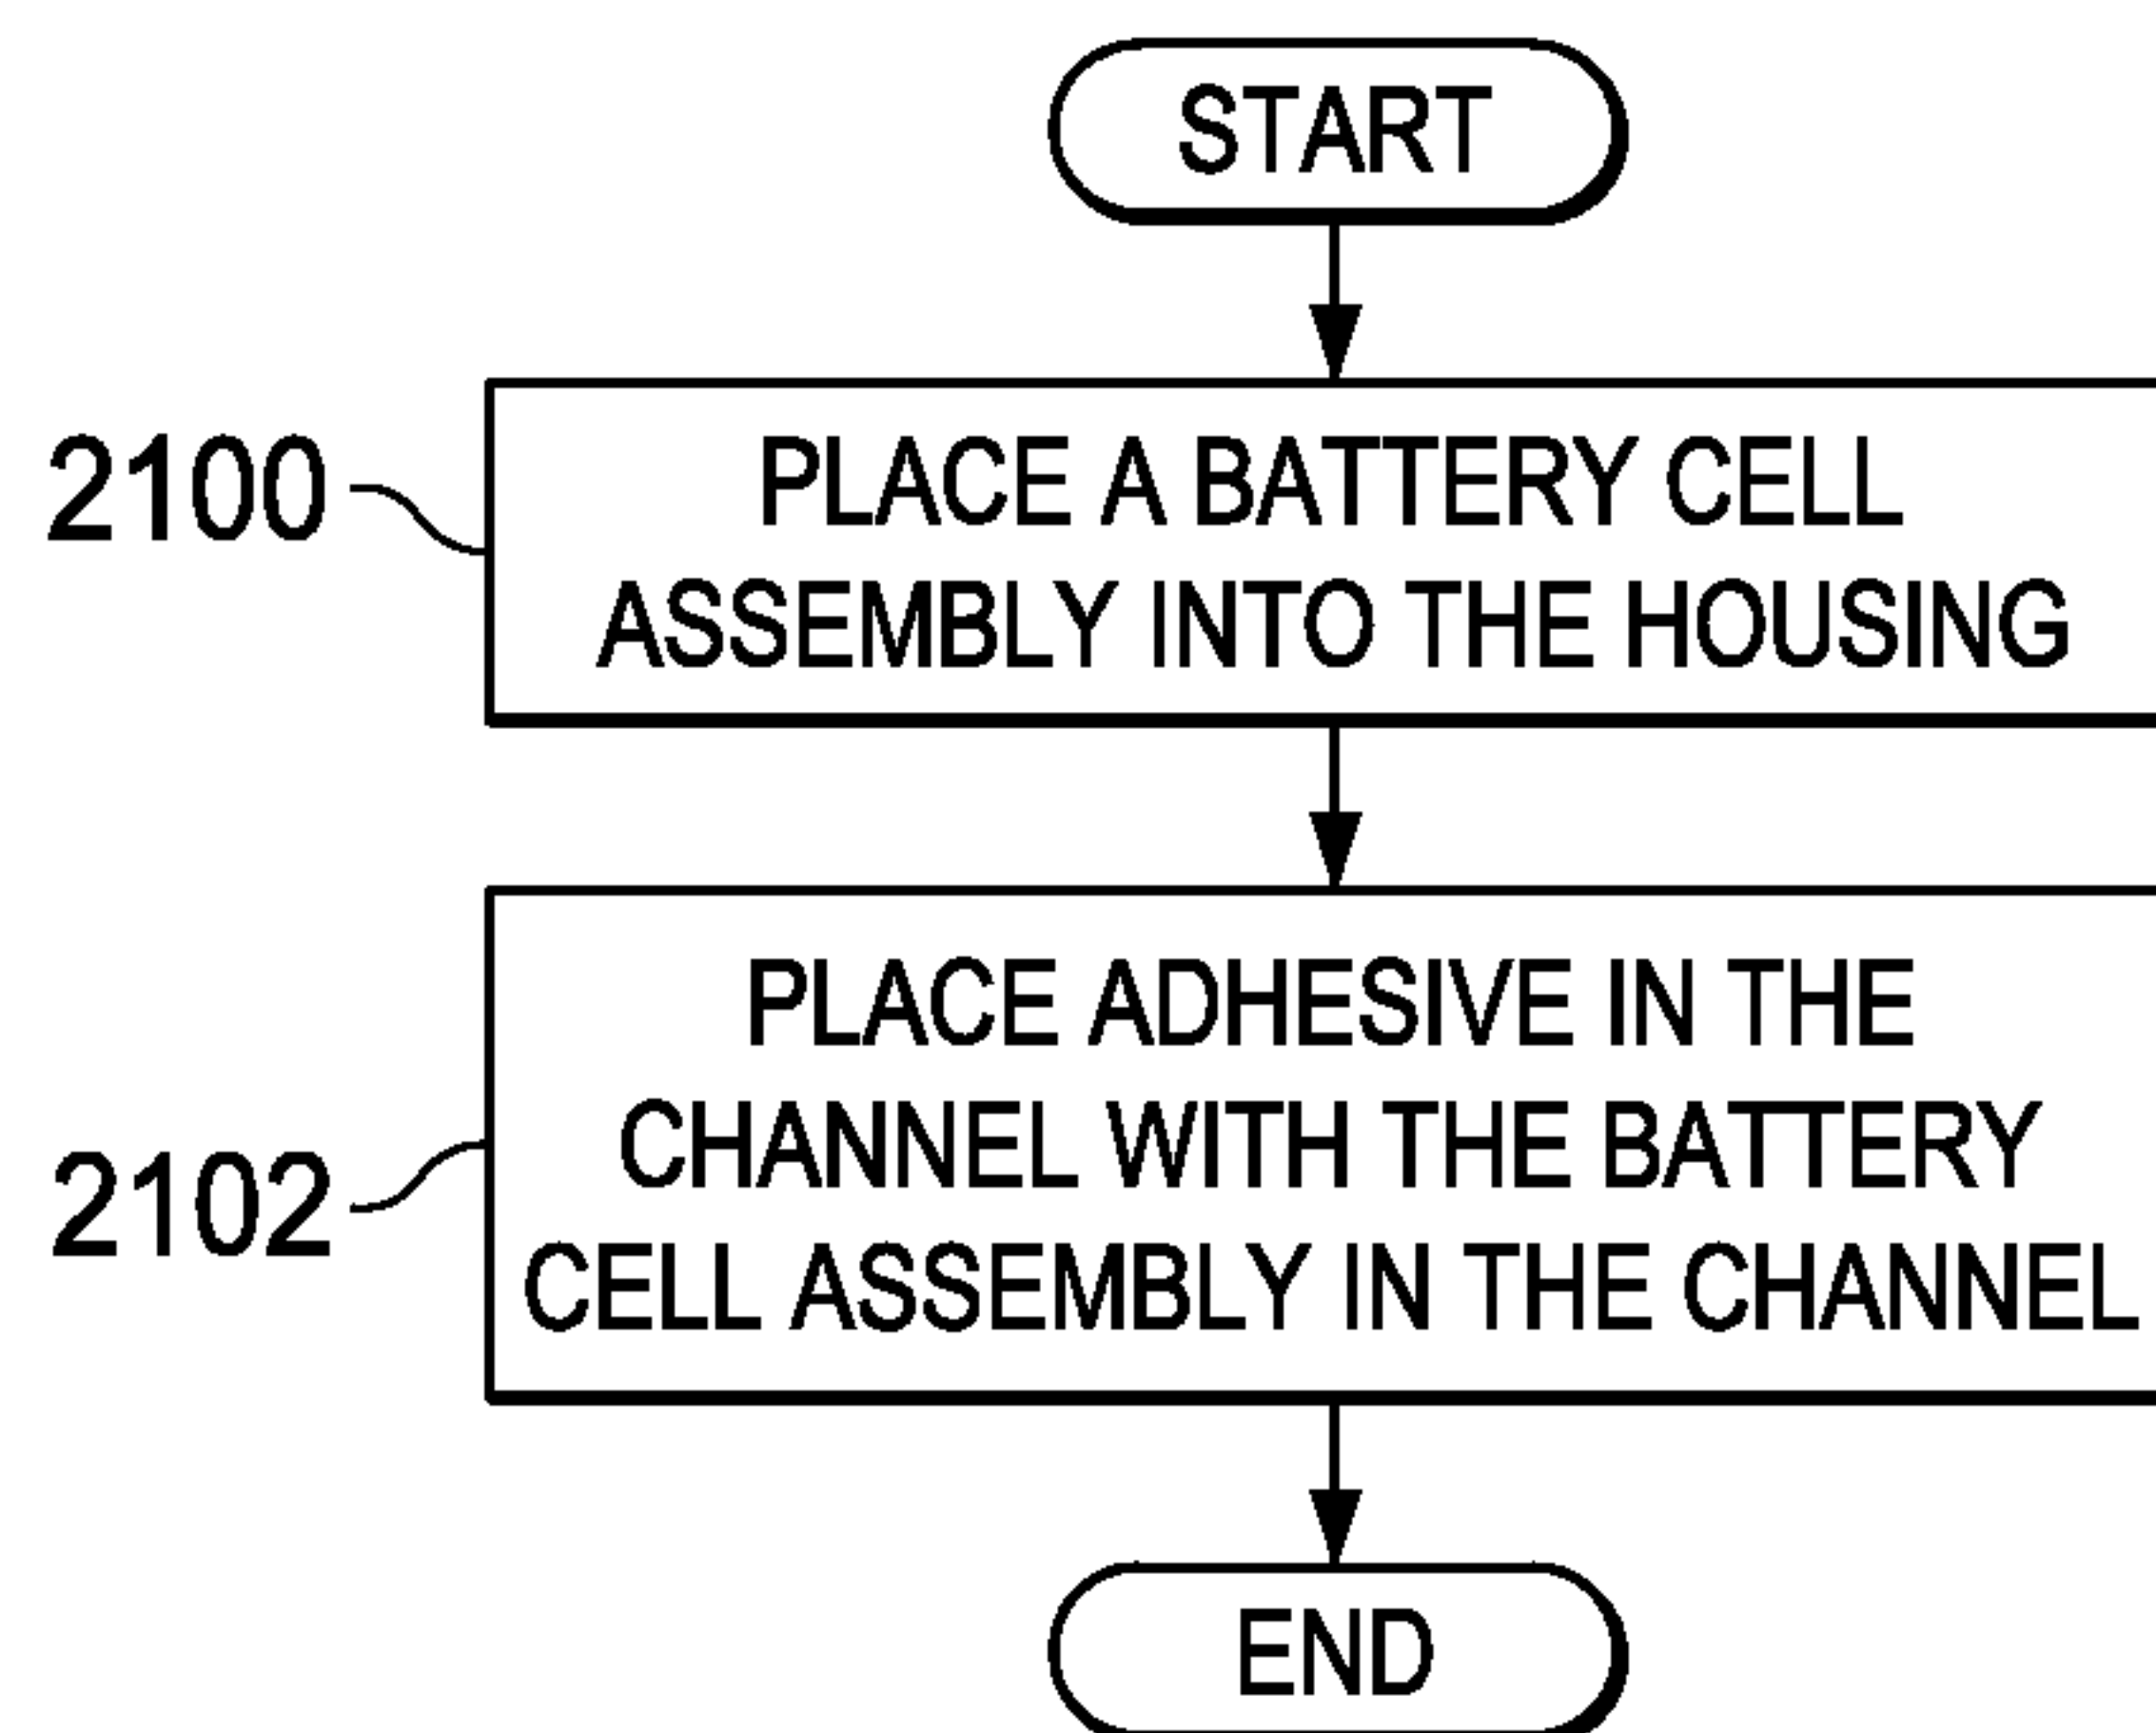 START
2100
PLACE A BATTERY CELL
ASSEMBLY INTO THE HOUSING
2102
PLACE ADHESIVE IN THE
CHANNEL WITH THE BATTERY
CELL ASSEMBLY IN THE CHANNEL
END